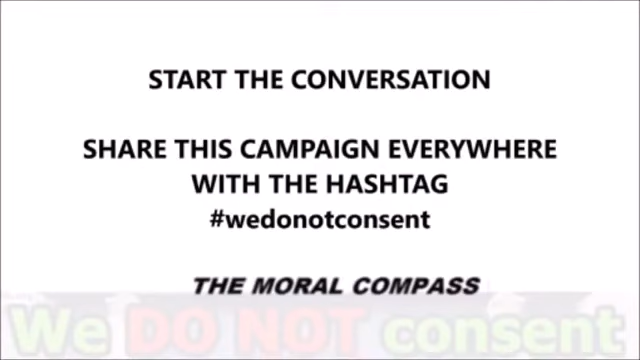 START THE CONVERSATION
SHARE THIS CAMPAIGN EVERYWHERE
WITH THE HASHTAG
#wedonotconsent
THE MORAL COMPASS
We DO NOT consent